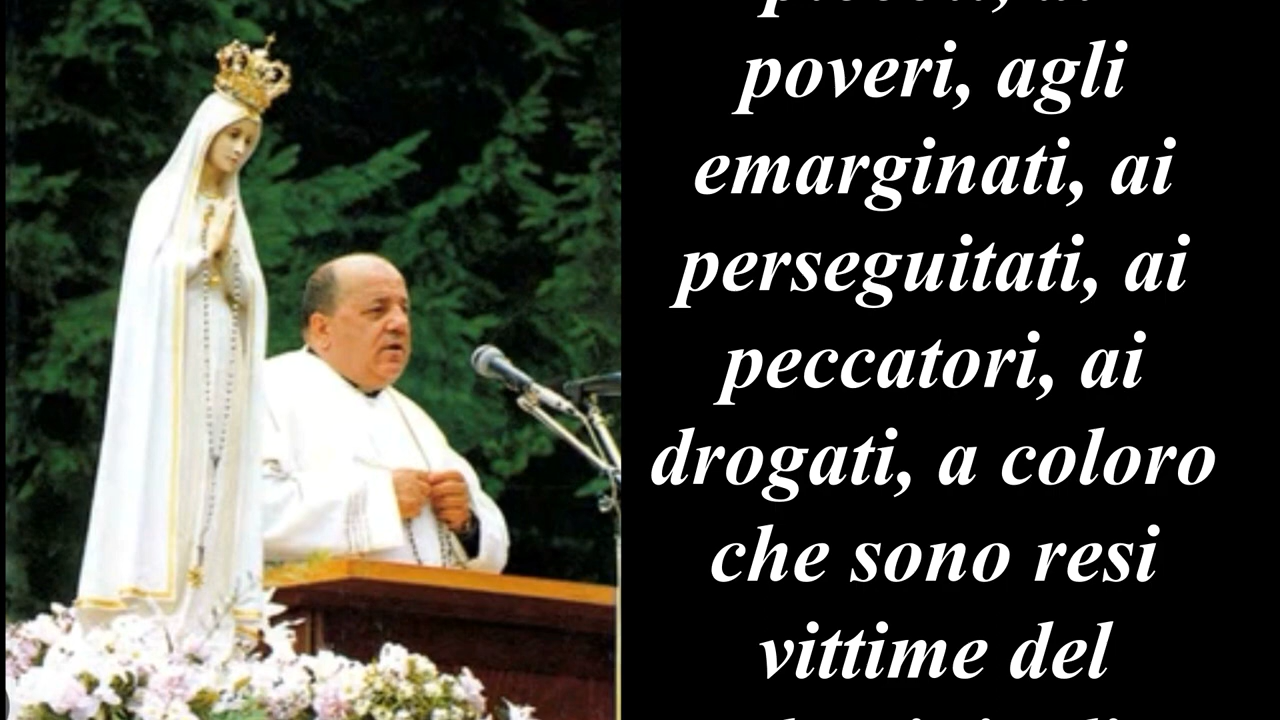 poveri, agli
emarginati, ai
perseguitati, ai
peccatori, ai
drogati, a coloro
che sono resi
vittime del